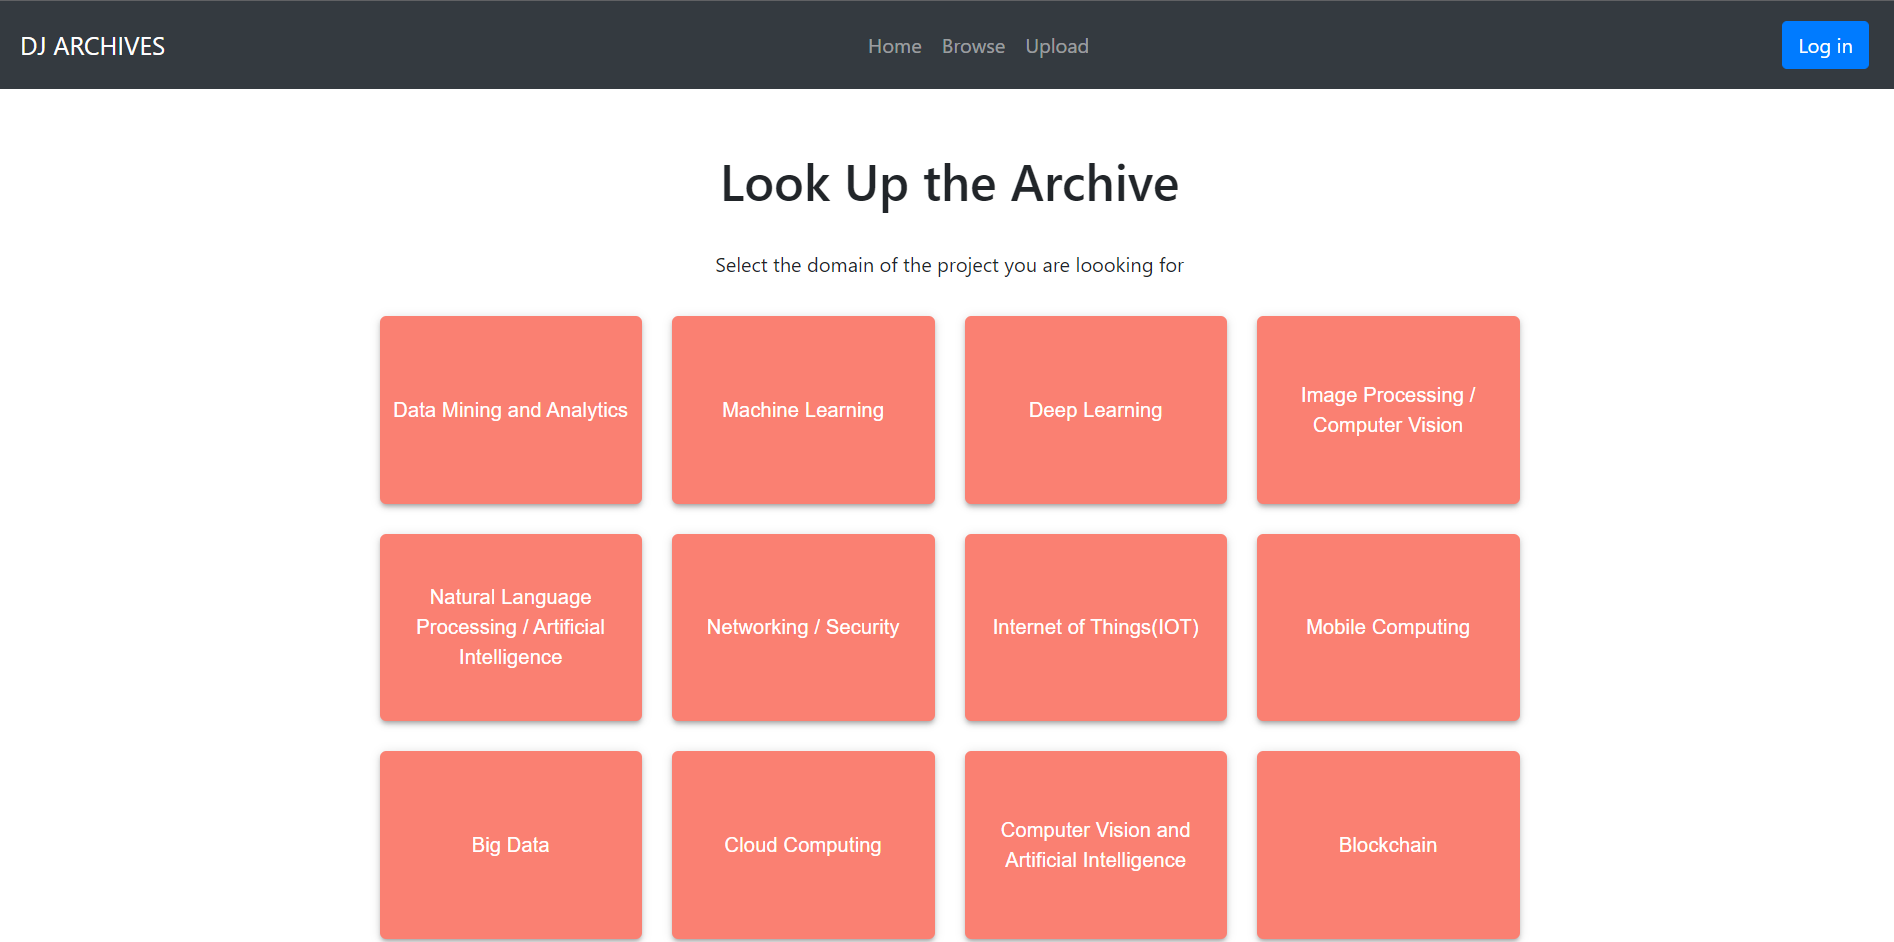 DJ ARCHIVES
Home Browse Upload
Log in
Look Up the Archive
Select the domain of the project you are loooking for
Data Mining and Analytics
Machine Learning
Deep Learning
Image Processing /
Computer Vision
Natural Language
Processing / Artificial
Intelligence
Networking / Security
Internet of Things(IOT)
Mobile Computing
Big Data
Cloud Computing
Computer Vision and
Artificial Intelligence
Blockchain